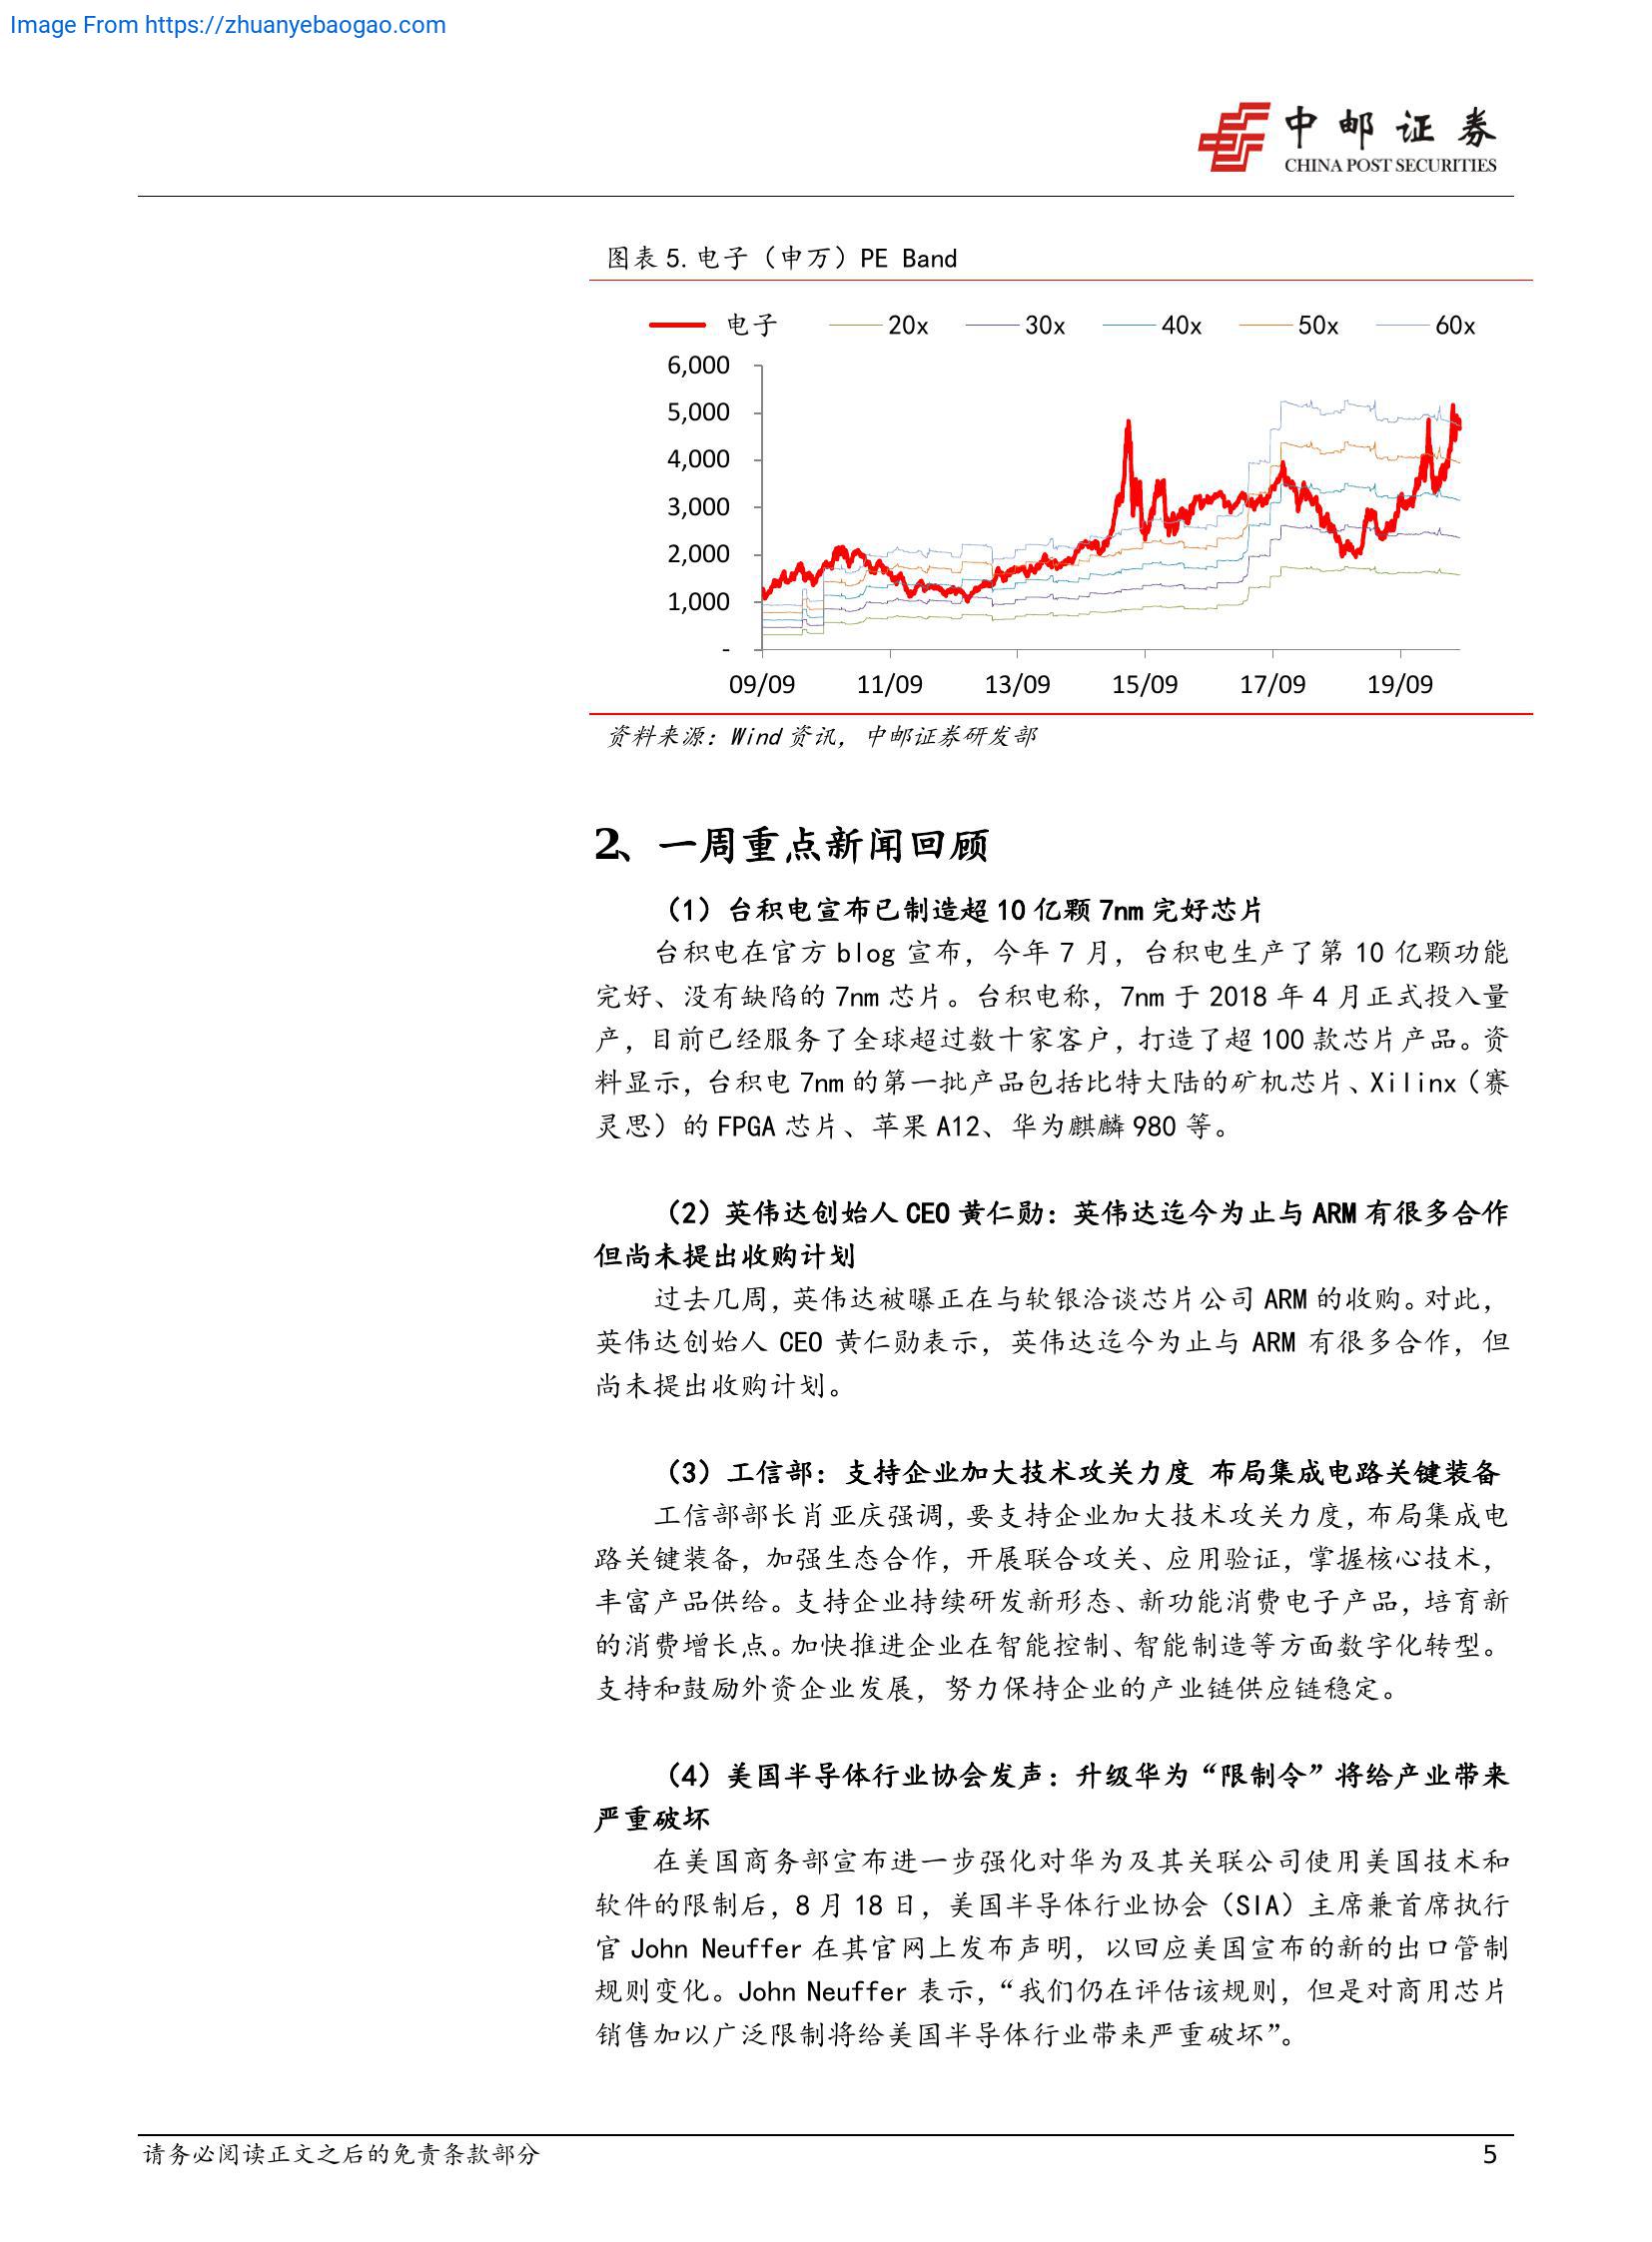 Image From https://zhuanyebaogao.com
中邮证券
CHINA POST SECURITIES
图表 5. 电子（申万）PE Band
电子 20x 30x 40x 50x 60x
6,000
5,000
4,000
3,000
2,000
1,000
-
09/09 11/09 13/09 15/09 17/09 19/09
资料来源：Wind 资讯，中邮证券研发部
2、一周重点新闻回顾
（1）台积电宣布已制造超 10 亿颗 7nm 完好芯片
台积电在官方 blog 宣布，今年 7 月，台积电生产了第 10 亿颗功能
完好、没有缺陷的 7nm 芯片。台积电称，7nm 于 2018 年 4 月正式投入量
产，目前已经服务了全球超过数十家客户，打造了超 100 款芯片产品。资
料显示，台积电 7nm 的第一批产品包括比特大陆的矿机芯片、Xilinx（赛
灵思）的 FPGA 芯片、苹果 A12、华为麒麟 980 等。
（2）英伟达创始人 CEO 黄仁勋：英伟达迄今为止与 ARM 有很多合作
但尚未提出收购计划
过去几周，英伟达被曝正在与软银洽谈芯片公司 ARM 的收购。对此，
英伟达创始人 CEO 黄仁勋表示，英伟达迄今为止与 ARM 有很多合作，但
尚未提出收购计划。
（3）工信部：支持企业加大技术攻关力度 布局集成电路关键装备
工信部部长肖亚庆强调，要支持企业加大技术攻关力度，布局集成电
路关键装备，加强生态合作，开展联合攻关、应用验证，掌握核心技术，
丰富产品供给。支持企业持续研发新形态、新功能消费电子产品，培育新
的消费增长点。加快推进企业在智能控制、智能制造等方面数字化转型。
支持和鼓励外资企业发展，努力保持企业的产业链供应链稳定。
（4）美国半导体行业协会发声：升级华为“限制令”将给产业带来
严重破坏
在美国商务部宣布进一步强化对华为及其关联公司使用美国技术和
软件的限制后，8 月 18 日，美国半导体行业协会（SIA）主席兼首席执行
官 John Neuffer 在其官网上发布声明，以回应美国宣布的新的出口管制
规则变化。John Neuffer 表示，“我们仍在评估该规则，但是对商用芯片
销售加以广泛限制将给美国半导体行业带来严重破坏”。
请务必阅读正文之后的免责条款部分 5